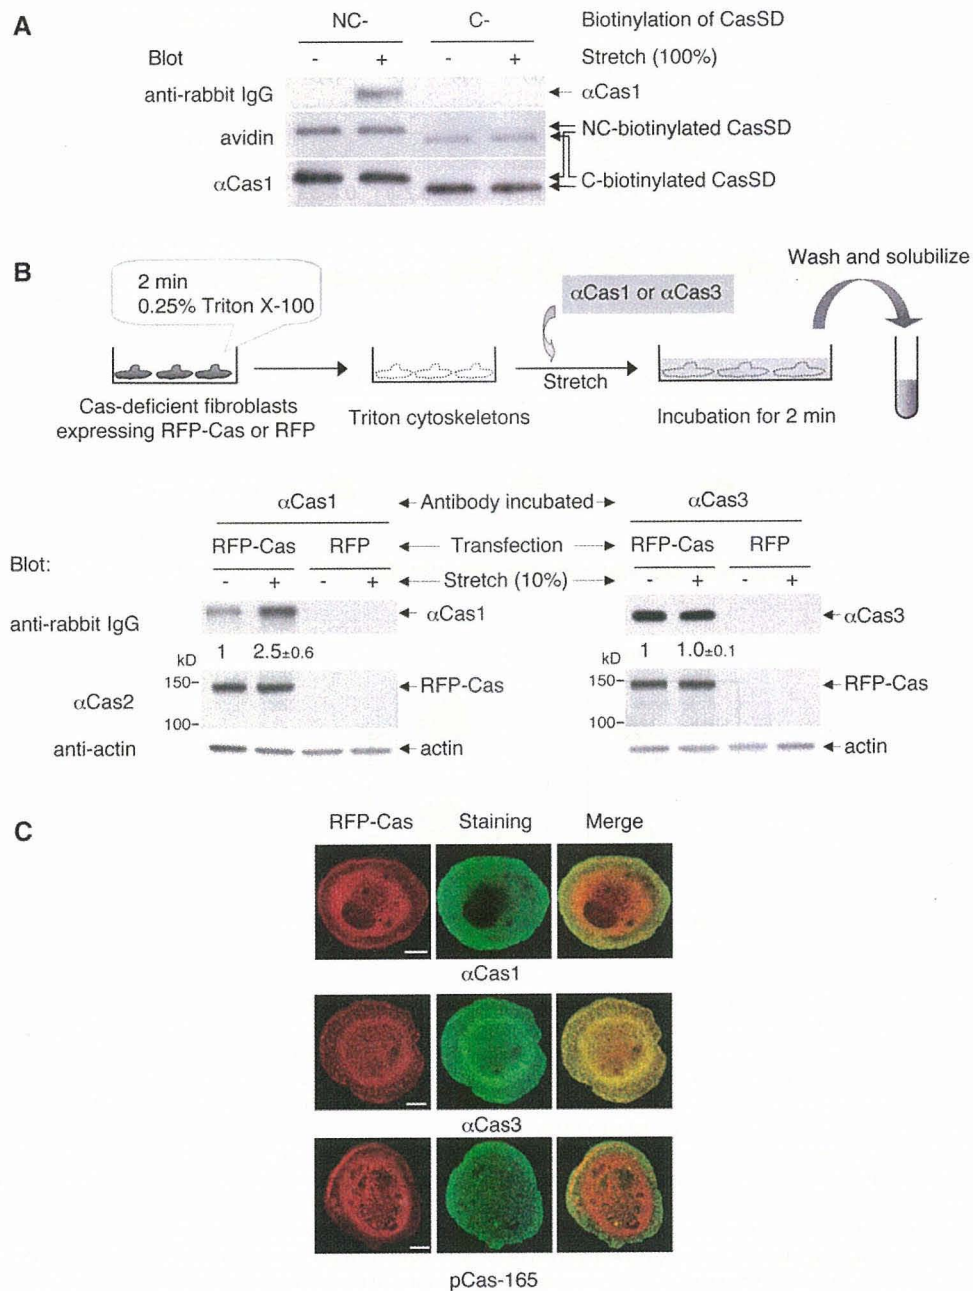 A
NC-
C-
Biotinylation of CasSD
Blot
-
+
-
+
Stretch (100%)
anti-rabbit IgG
αCas1
avidin
NC-biotinylated CasSD
αCas1
C-biotinylated CasSD
B
2 min
0.25% Triton X-100
αCas1 or αCas3
Wash and solubilize
Stretch
Cas-deficient fibroblasts
expressing RFP-Cas or RFP
Triton cytoskeletons
Incubation for 2 min
αCas1
Antibody incubated
αCas3
RFP-Cas
RFP
Transfection
RFP-Cas
RFP
Blot:
-
+
-
+
Stretch (10%)
-
+
-
+
anti-rabbit IgG
αCas1
αCas3
1
2.5±0.6
1
1.0±0.1
kD
kD
αCas2
150-
RFP-Cas
150-
RFP-Cas
100-
100-
anti-actin
actin
actin
C
RFP-Cas
Staining
Merge
αCas1
αCas3
pCas-165